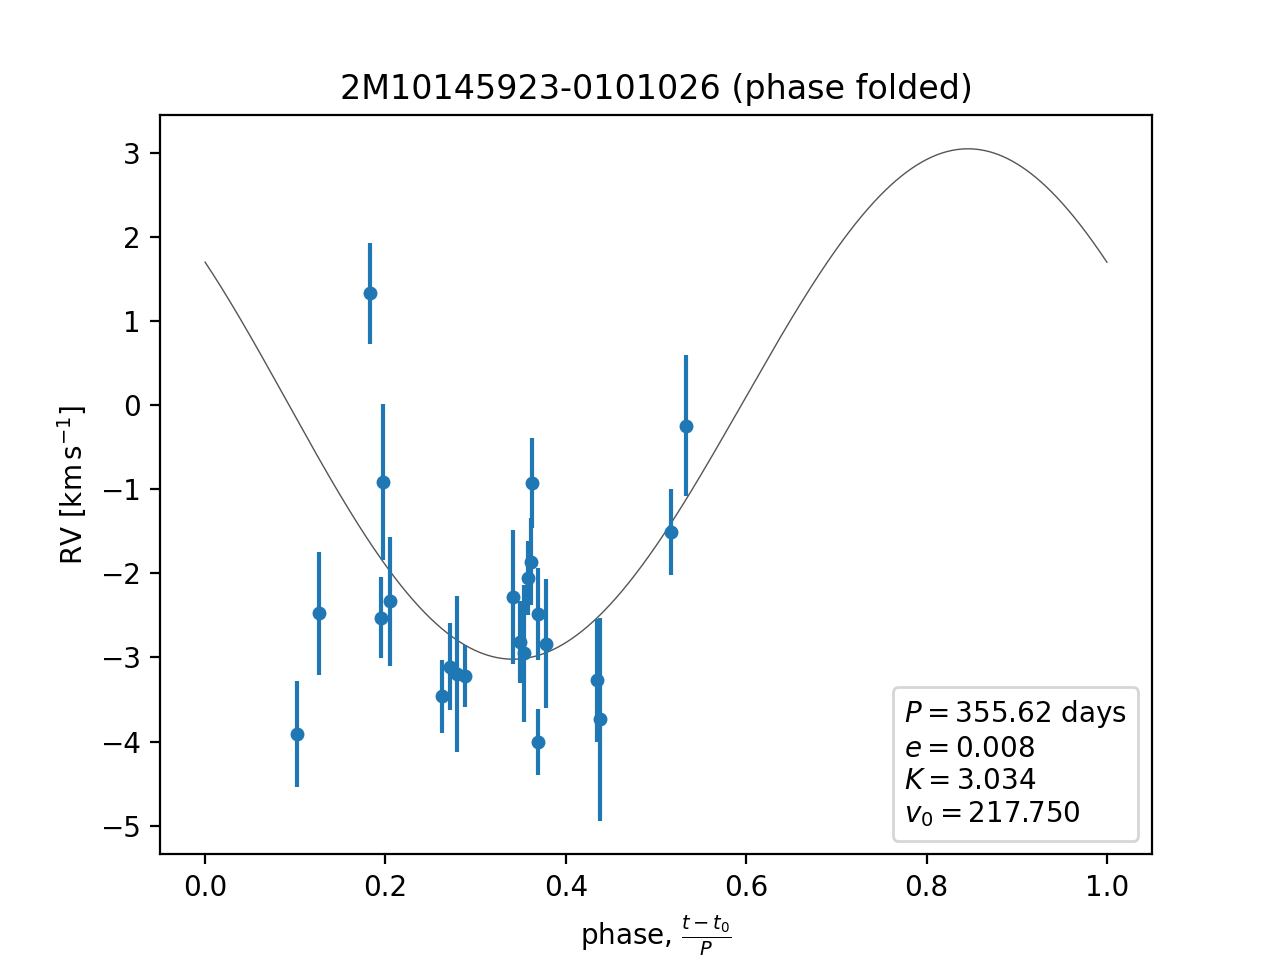 2M10145923-0101026 (phase folded)
RV [km s⁻¹]
3
2
1
0
−1
−2
−3
−4
−5
P = 355.62 days
e = 0.008
K = 3.034
v₀ = 217.750
0.0 0.2 0.4 0.6 0.8 1.0
phase, (t − t₀)/P